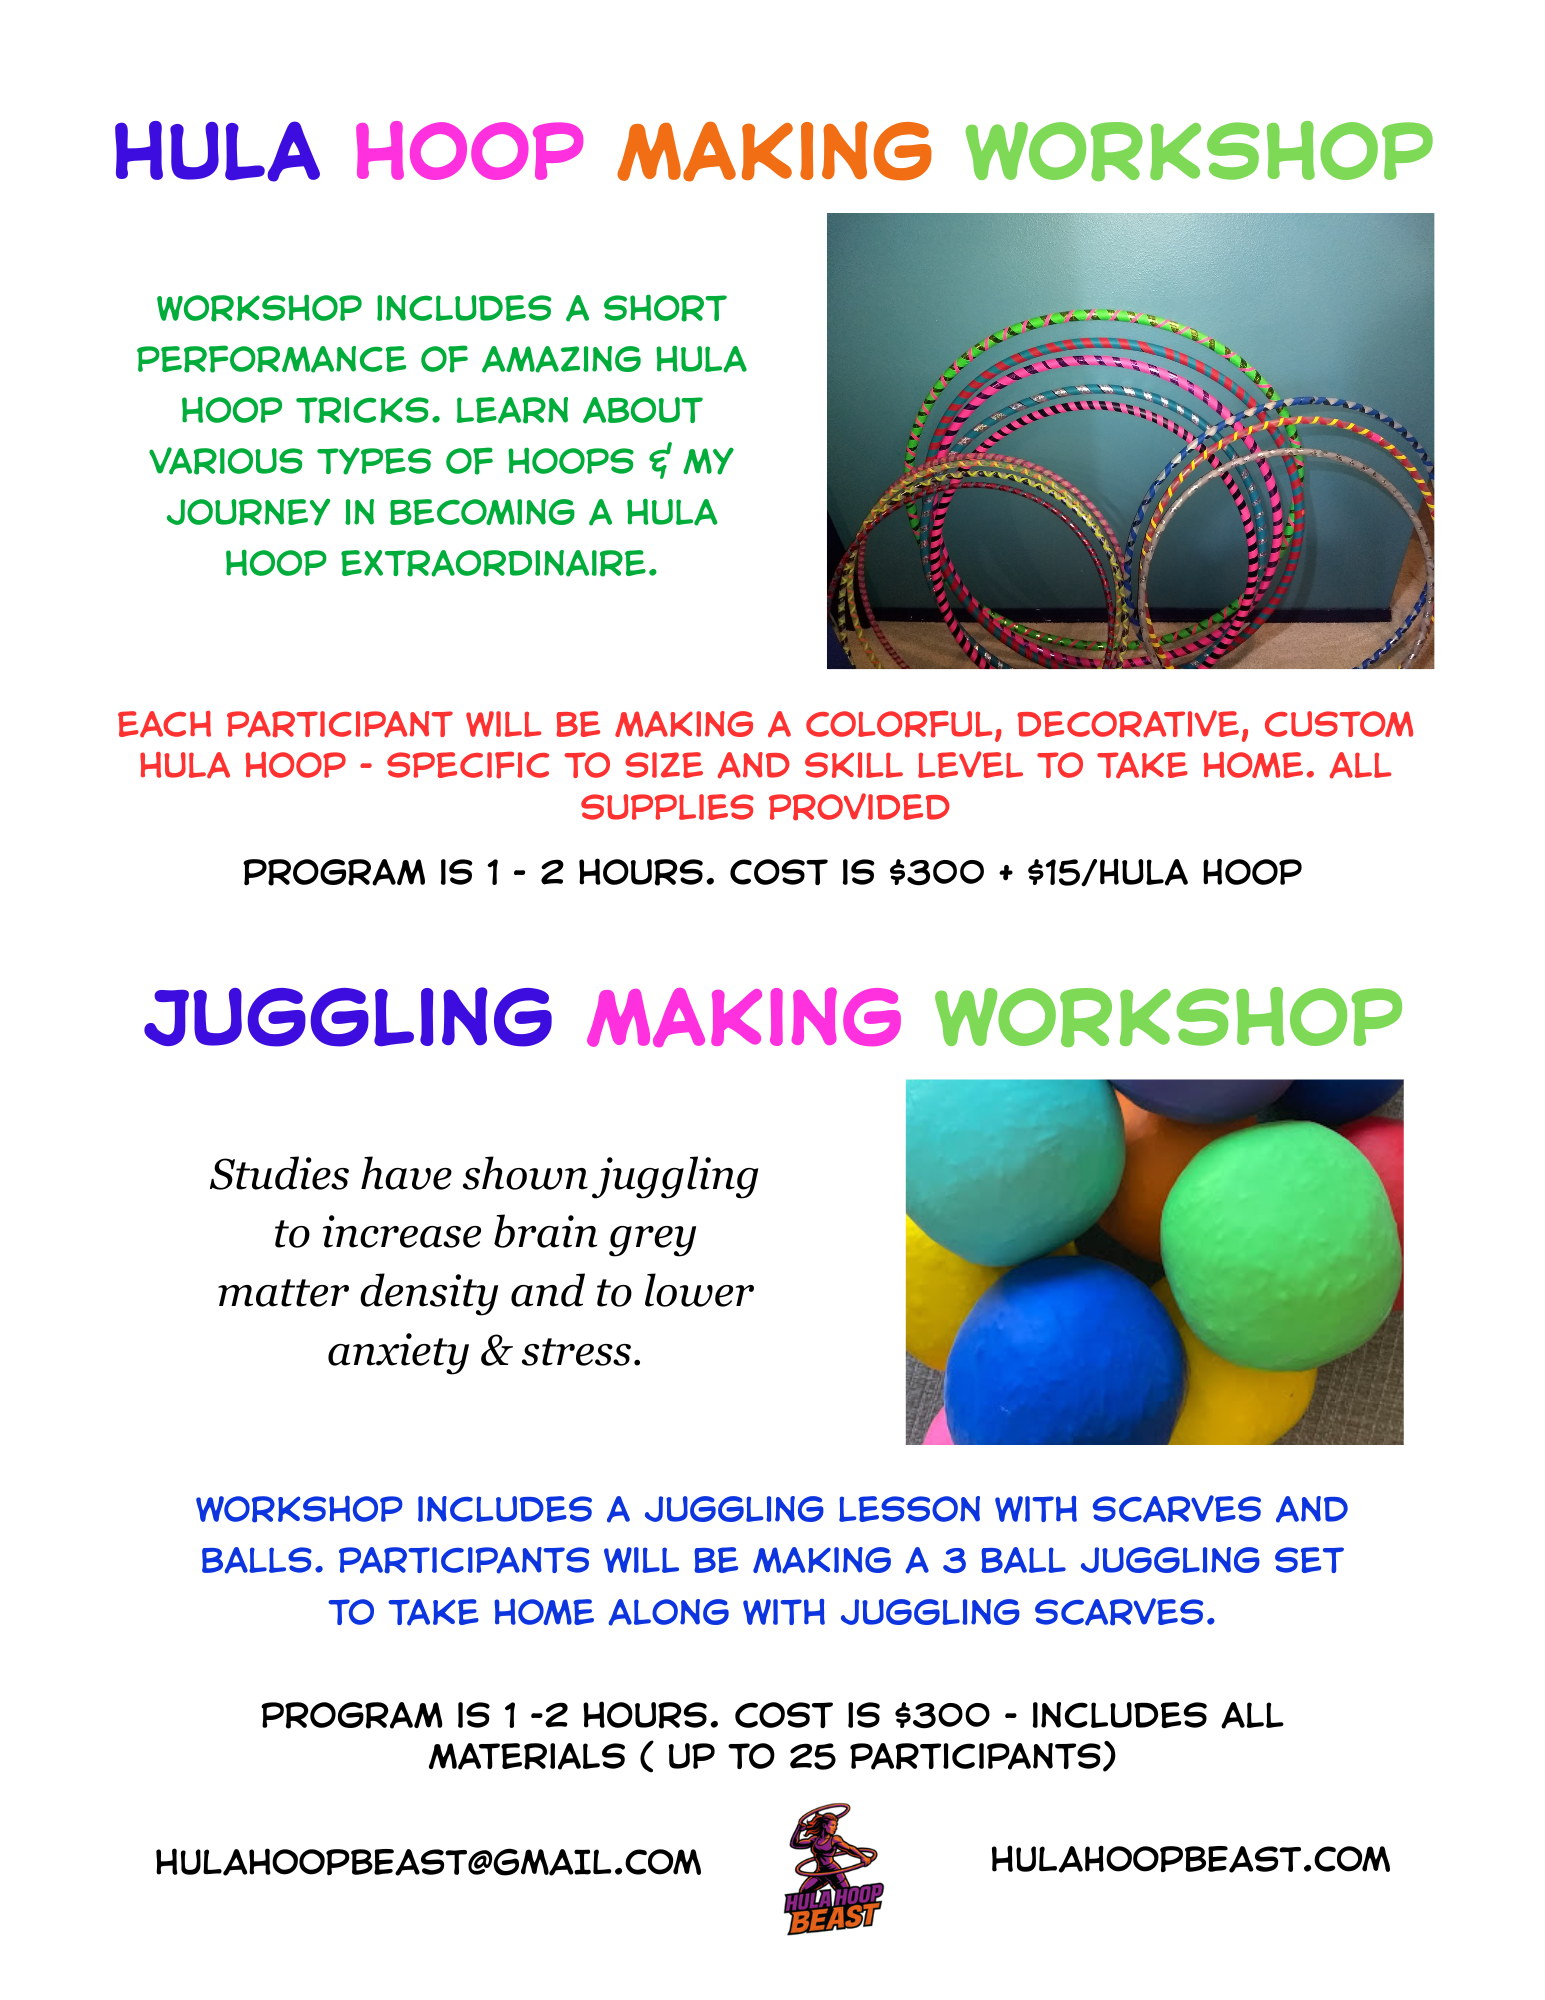 HULA HOOP MAKING WORKSHOP
WORKSHOP INCLUDES A SHORT
PERFORMANCE OF AMAZING HULA
HOOP TRICKS. LEARN ABOUT
VARIOUS TYPES OF HOOPS & MY
JOURNEY IN BECOMING A HULA
HOOP EXTRAORDINAIRE.
EACH PARTICIPANT WILL BE MAKING A COLORFUL, DECORATIVE, CUSTOM
HULA HOOP - SPECIFIC TO SIZE AND SKILL LEVEL TO TAKE HOME. ALL
SUPPLIES PROVIDED
PROGRAM IS 1 - 2 HOURS. COST IS $300 + $15/HULA HOOP
JUGGLING MAKING WORKSHOP
Studies have shown juggling
to increase brain grey
matter density and to lower
anxiety & stress.
WORKSHOP INCLUDES A JUGGLING LESSON WITH SCARVES AND
BALLS. PARTICIPANTS WILL BE MAKING A 3 BALL JUGGLING SET
TO TAKE HOME ALONG WITH JUGGLING SCARVES.
PROGRAM IS 1 -2 HOURS. COST IS $300 - INCLUDES ALL
MATERIALS ( UP TO 25 PARTICIPANTS)
HULAHOOPBEAST@GMAIL.COM
HULA HOOP
BEAST
HULAHOOPBEAST.COM